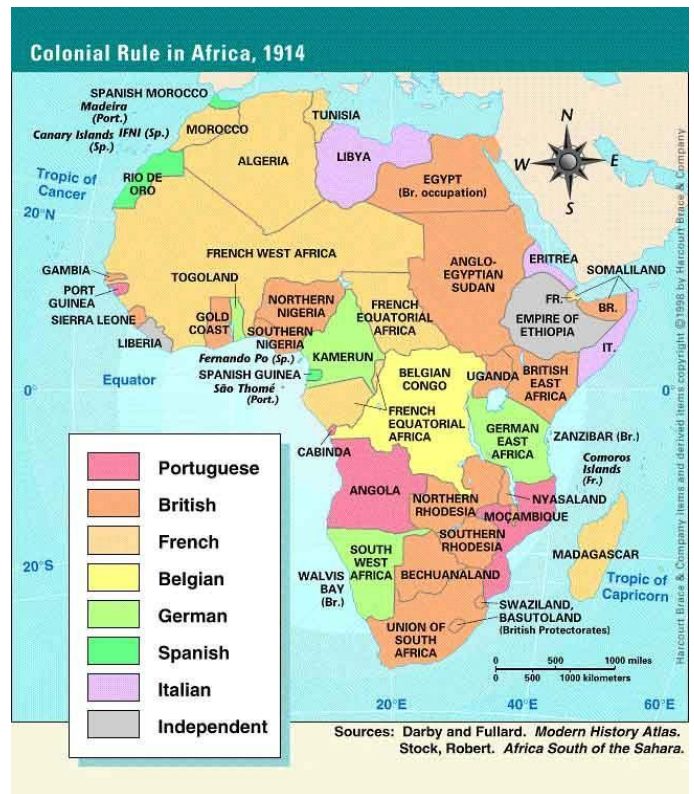 Colonial Rule in Africa, 1914
SPANISH MOROCCO
Madeira
(Port.)
Canary Islands
(Sp.)
IFNI (Sp.)
MOROCCO
TUNISIA
ALGERIA
LIBYA
EGYPT
(Br. occupation)
N
W
E
S
Tropic of
Cancer
20°N
RIO DE
ORO
FRENCH WEST AFRICA
ANGLO-
EGYPTIAN
SUDAN
ERITREA
SOMALILAND
GAMBIA
PORT
GUINEA
SIERRA LEONE
LIBERIA
TOGOLAND
GOLD
COAST
NORTHERN
NIGERIA
SOUTHERN
NIGERIA
FRENCH
EQUATORIAL
AFRICA
FR.
BR.
EMPIRE OF
ETHIOPIA
IT.
Fernando Po (Sp.)
SPANISH GUINEA
São Thomé
(Port.)
KAMERUN
BELGIAN
CONGO
UGANDA
BRITISH
EAST
AFRICA
0°
Equator
0°
FRENCH
EQUATORIAL
AFRICA
CABINDA
GERMAN
EAST
AFRICA
ZANZIBAR (Br.)
Comoros
Islands
(Fr.)
ANGOLA
NORTHERN
RHODESIA
NYASALAND
MOÇAMBIQUE
SOUTHERN
RHODESIA
MADAGASCAR
20°S
WALVIS
BAY
(Br.)
SOUTH
WEST
AFRICA
BECHUANALAND
Tropic of
Capricorn
SWAZILAND,
BASUTOLAND
(British Protectorates)
UNION OF
SOUTH
AFRICA
0 500 1000 miles
0 500 1000 kilometers
20°E
40°E
60°E
Portuguese
British
French
Belgian
German
Spanish
Italian
Independent
Sources: Darby and Fullard. Modern History Atlas.
Stock, Robert. Africa South of the Sahara.
Harcourt Brace & Company items and derived items copyright ©1998 by Harcourt Brace & Company